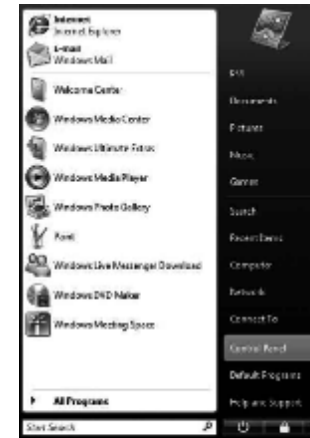 Internet
Internet Explorer
E-mail
Windows Mail
Welcome Center
Windows Media Center
Windows Ultimate Extras
Windows Media Player
Windows Photo Gallery
Paint
Windows Live Messenger Download
Windows DVD Maker
Windows Meeting Space
All Programs
Start Search
Documents
Pictures
Music
Games
Search
Recent Items
Computer
Network
Connect To
Control Panel
Default Programs
Help and Support